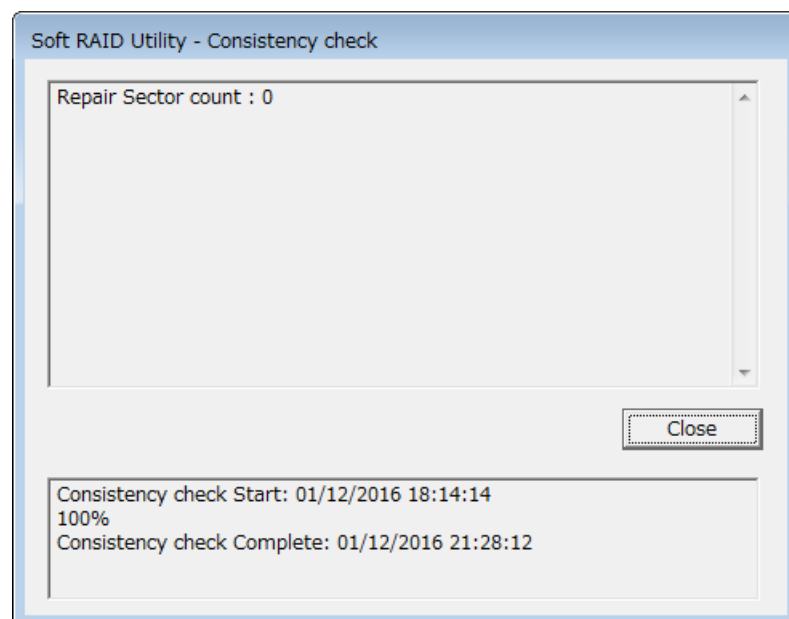 Soft RAID Utility - Consistency check
Repair Sector count : 0
Close
Consistency check Start: 01/12/2016 18:14:14
100%
Consistency check Complete: 01/12/2016 21:28:12